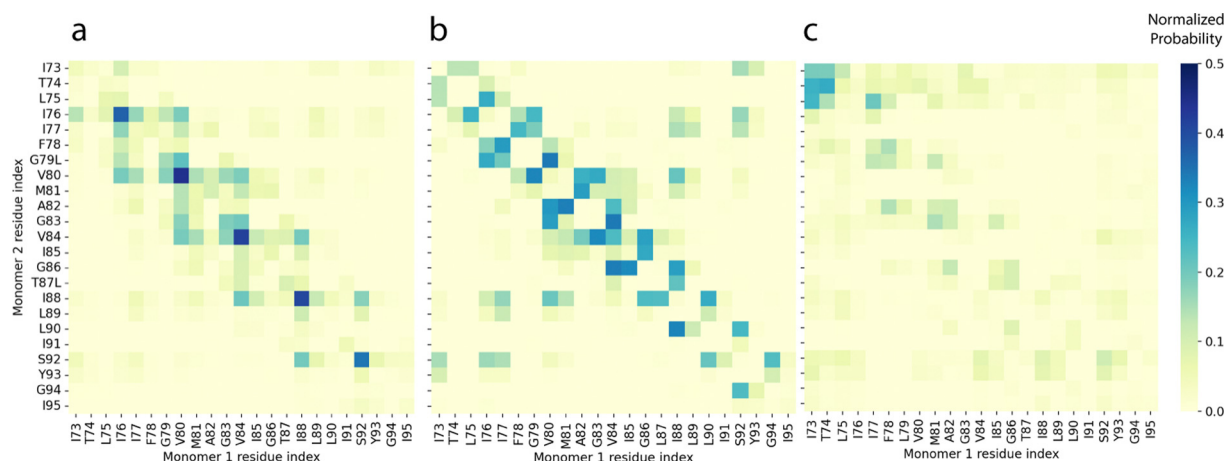 a
b
c
Normalized
Probability
I73
T74
L75
I76
I77
F78
G79L
V80
M81
A82
G83
V84
I85
G86
T87L
I88
L89
L90
I91
S92
Y93
G94
I95
Monomer 2 residue index
0.5
0.4
0.3
0.2
0.1
0.0
I73 T74 L75 I76 I77 F78 G79 V80 M81 A82 G83 V84 I85 G86 T87 I88 L89 L90 I91 S92 Y93 G94 I95
I73 T74 L75 I76 I77 F78 G79 V80 M81 A82 G83 V84 I85 G86 I88 L89 L90 S92 Y93 G94 I95
I73 T74 L75 I77 F78 L79 V80 M81 A82 G83 V84 I85 G86 T87 I88 L89 L90 I91 S92 Y93 G94 I95
Monomer 1 residue index
Monomer 1 residue index
Monomer 1 residue index